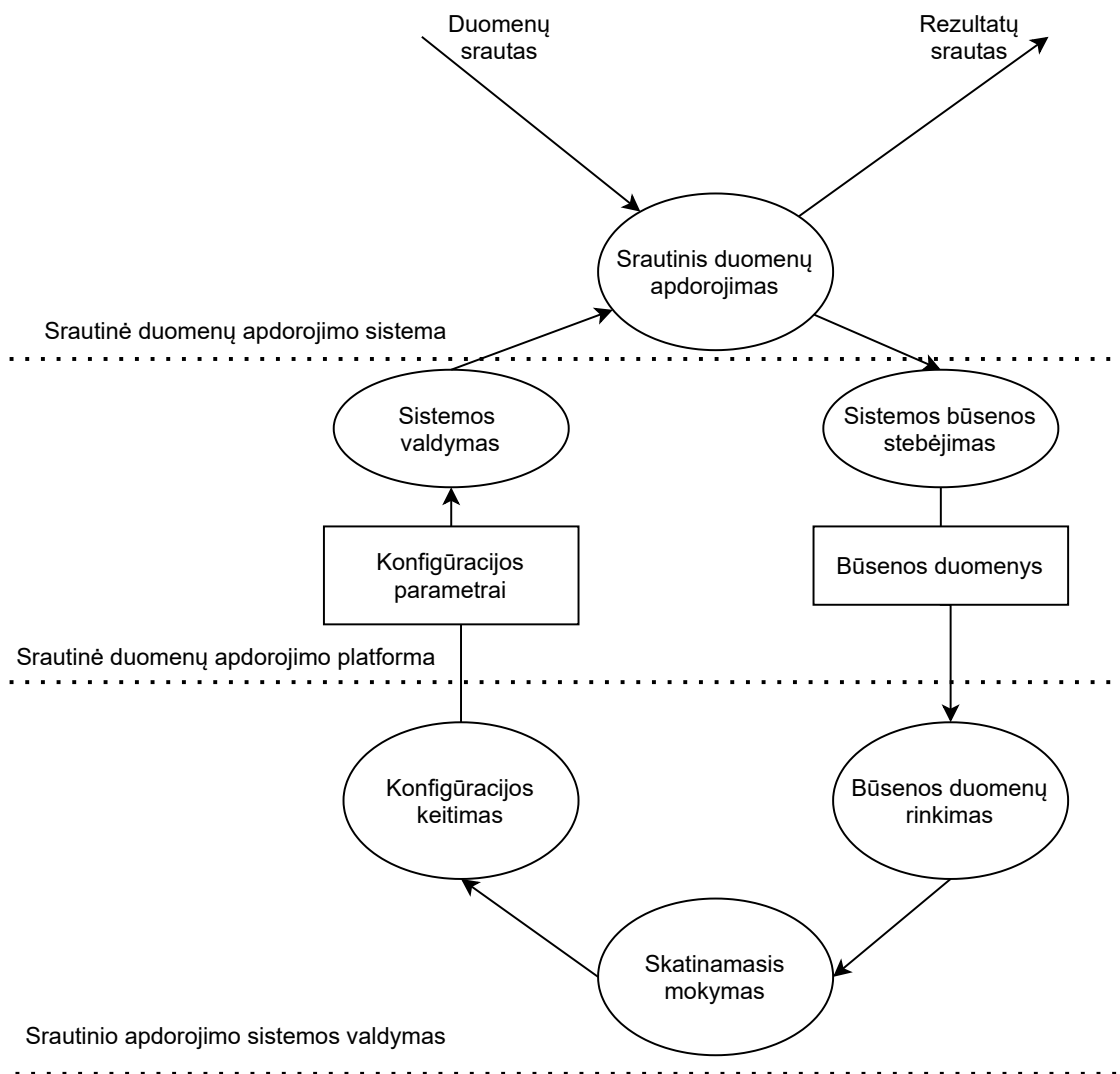 Duomenų
srautas
Rezultatų
srautas
Srautinis duomenų
apdorojimas
Srautinė duomenų apdorojimo sistema
Sistemos
valdymas
Sistemos būsenos
stebėjimas
Konfigūracijos
parametrai
Būsenos duomenys
Srautinė duomenų apdorojimo platforma
Konfigūracijos
keitimas
Būsenos duomenų
rinkimas
Skatinamasis
mokymas
Srautinio apdorojimo sistemos valdymas